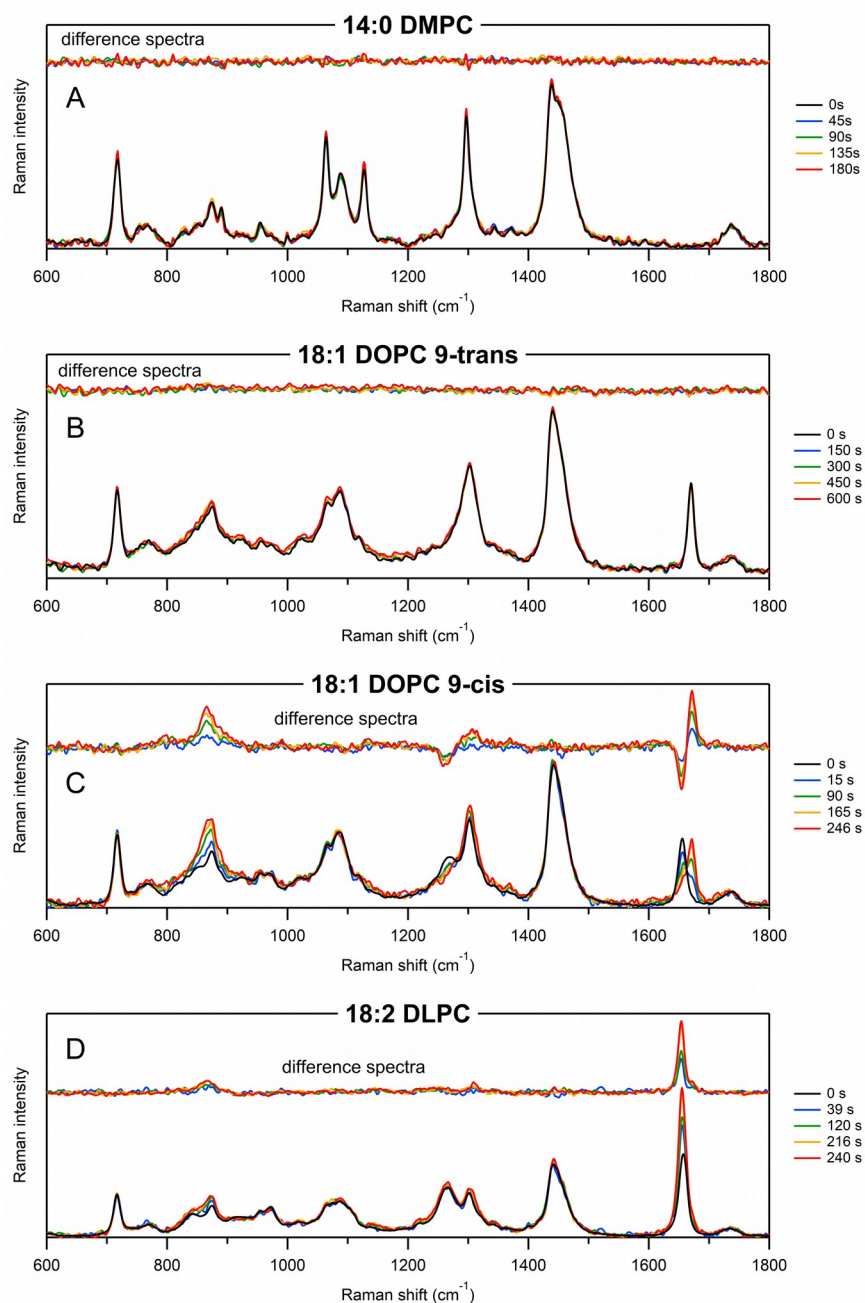 14:0 DMPC
difference spectra
A
Raman intensity
0s
45s
90s
135s
180s
600 800 1000 1200 1400 1600 1800
Raman shift (cm⁻¹)
18:1 DOPC 9-trans
difference spectra
B
Raman intensity
0 s
150 s
300 s
450 s
600 s
600 800 1000 1200 1400 1600 1800
Raman shift (cm⁻¹)
18:1 DOPC 9-cis
difference spectra
C
Raman intensity
0 s
15 s
90 s
165 s
246 s
600 800 1000 1200 1400 1600 1800
Raman shift (cm⁻¹)
18:2 DLPC
D
difference spectra
Raman intensity
0 s
39 s
120 s
216 s
240 s
600 800 1000 1200 1400 1600 1800
Raman shift (cm⁻¹)